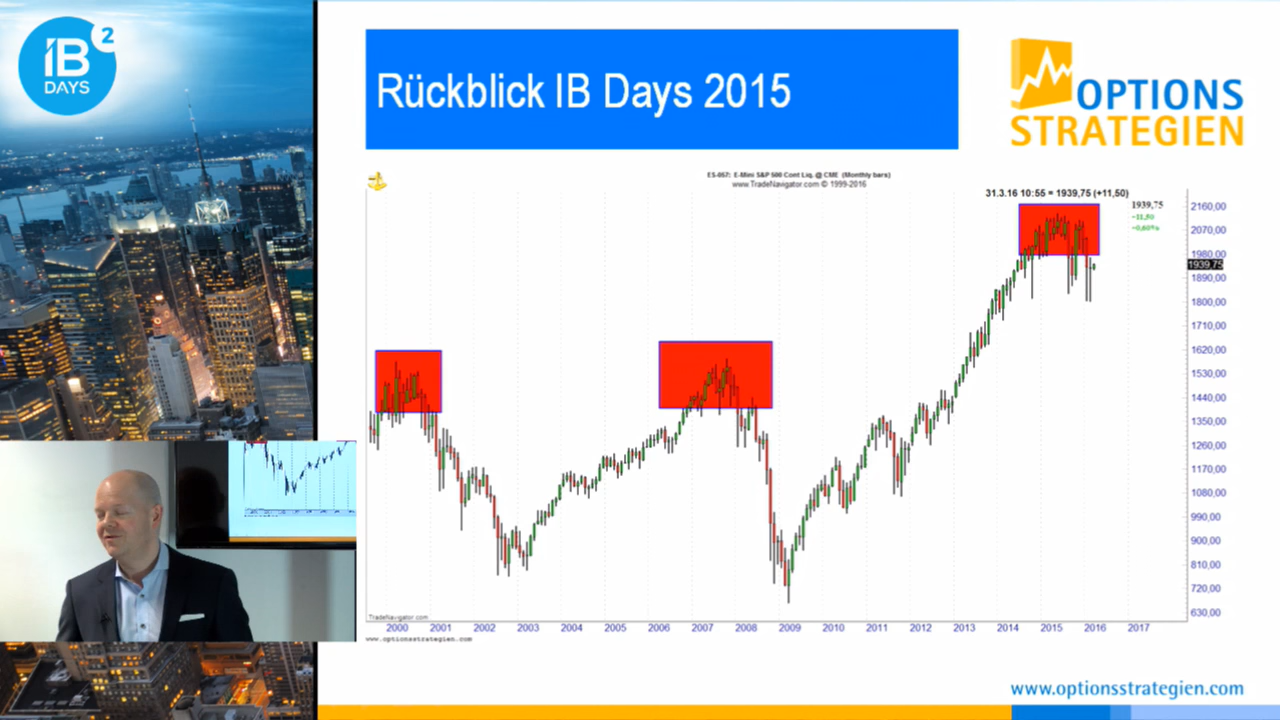 IB 2
DAYS
Rückblick IB Days 2015
OPTIONS
STRATEGIEN
ES-057: E-Mini S&P 500 Cont Liq. @ CME (Monthly bars)
www.TradeNavigator.com © 1999-2016
31.3.16 10:55 = 1939,75 (+11,50)
1939,75
−11,50
−0,60%
2160,00
2070,00
1980,00
1939,75
1890,00
1800,00
1710,00
1620,00
1530,00
1440,00
1350,00
1260,00
1170,00
1080,00
990,00
900,00
810,00
720,00
630,00
TradeNavigator.com
2000 2001 2002 2003 2004 2005 2006 2007 2008 2009 2010 2011 2012 2013 2014 2015 2016 2017
www.optionsstrategien.com
www.optionsstrategien.com